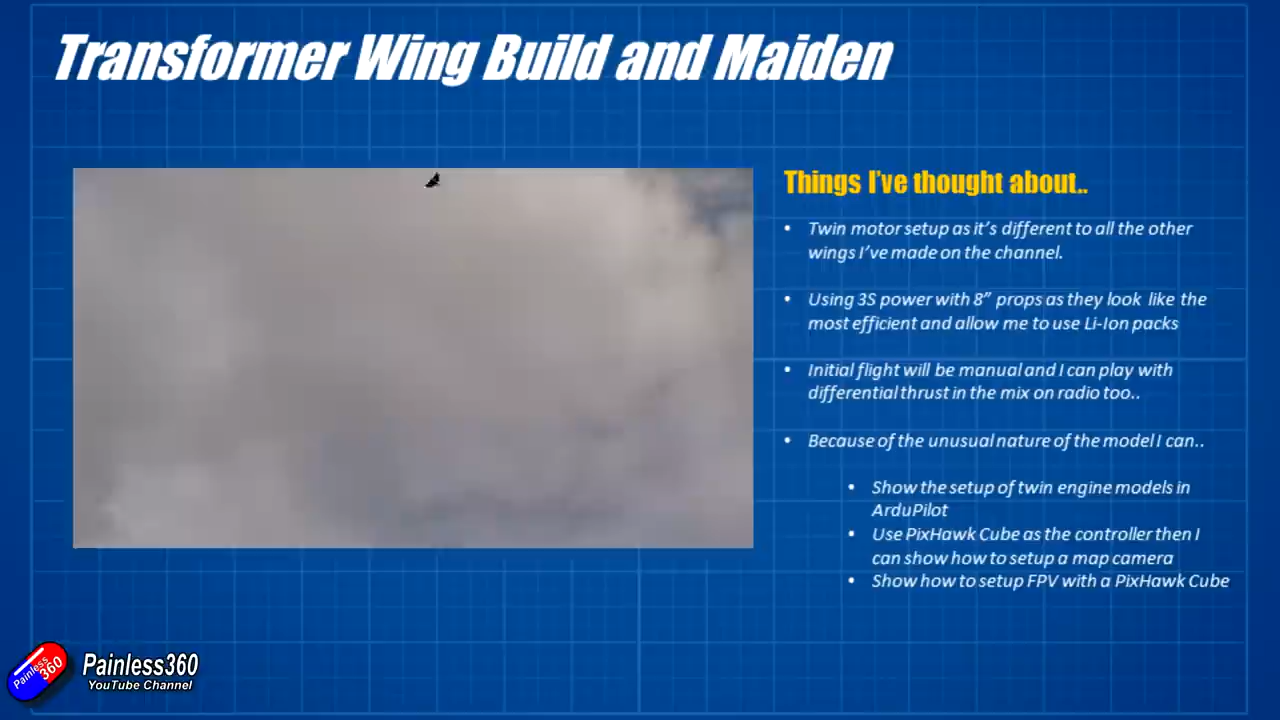 Transformer Wing Build and Maiden
Things I've thought about..
• Twin motor setup as it's different to all the other
wings I've made on the channel.
• Using 3S power with 8” props as they look like the
most efficient and allow me to use Li-Ion packs
• Initial flight will be manual and I can play with
differential thrust in the mix on radio too..
• Because of the unusual nature of the model I can..
• Show the setup of twin engine models in
ArduPilot
• Use PixHawk Cube as the controller then I
can show how to setup a map camera
• Show how to setup FPV with a PixHawk Cube
Painless
360
Painless360
YouTube Channel